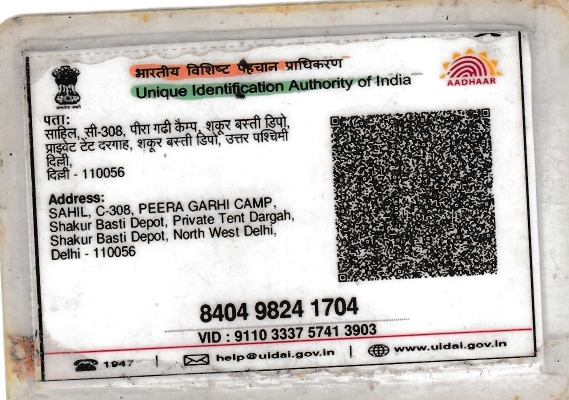 भारतीय विशिष्ट पहचान प्राधिकरण
Unique Identification Authority of India
AADHAAR
पता:
साहिल, सी-308, पीरा गढी कैम्प, शकूर बस्ती डिपो,
प्राइवेट टेंट दरगाह, शकूर बस्ती डिपो, उत्तर पश्चिमी
दिल्ली,
दिल्ली - 110056
Address:
SAHIL, C-308, PEERA GARHI CAMP,
Shakur Basti Depot, Private Tent Dargah,
Shakur Basti Depot, North West Delhi,
Delhi - 110056
8404 9824 1704
VID : 9110 3337 5741 3903
1947 | help@uidai.gov.in | www.uidai.gov.in